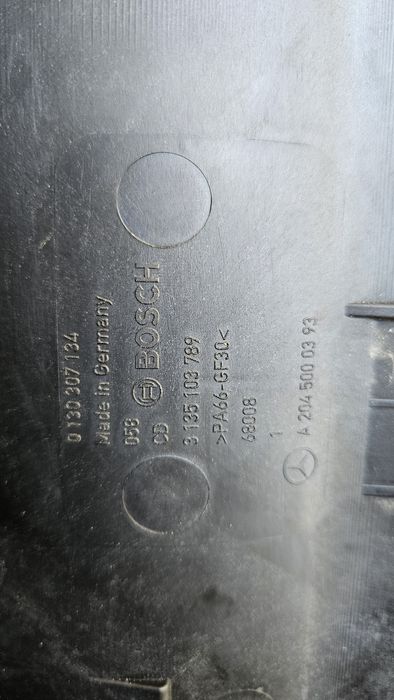 0 130 307 134
Made in Germany
058 BOSCH
CD
3 135 103 789
>PA66-GF30<
68008
1
A 204 500 03 93